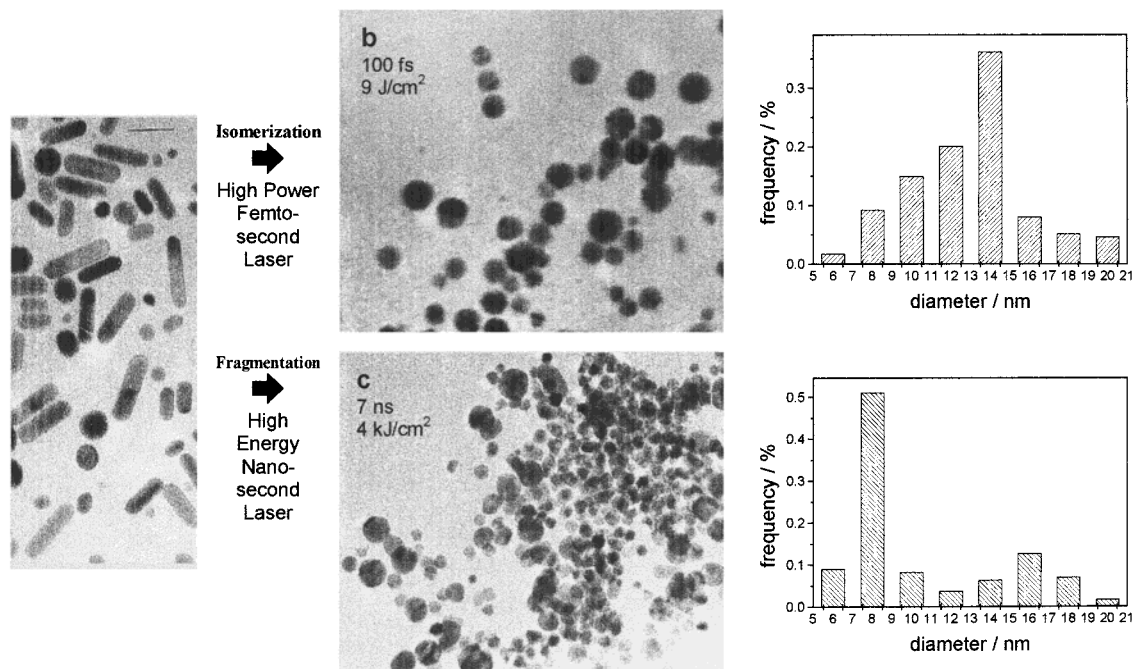 Isomerization
High Power
Femto-
second
Laser
b
100 fs
9 J/cm²
frequency / %
0.3
0.2
0.1
0.0
5 6 7 8 9 10 11 12 13 14 15 16 17 18 19 20 21
diameter / nm
Fragmentation
High
Energy
Nano-
second
Laser
c
7 ns
4 kJ/cm²
frequency / %
0.5
0.4
0.3
0.2
0.1
0.0
5 6 7 8 9 10 11 12 13 14 15 16 17 18 19 20 21
diameter / nm